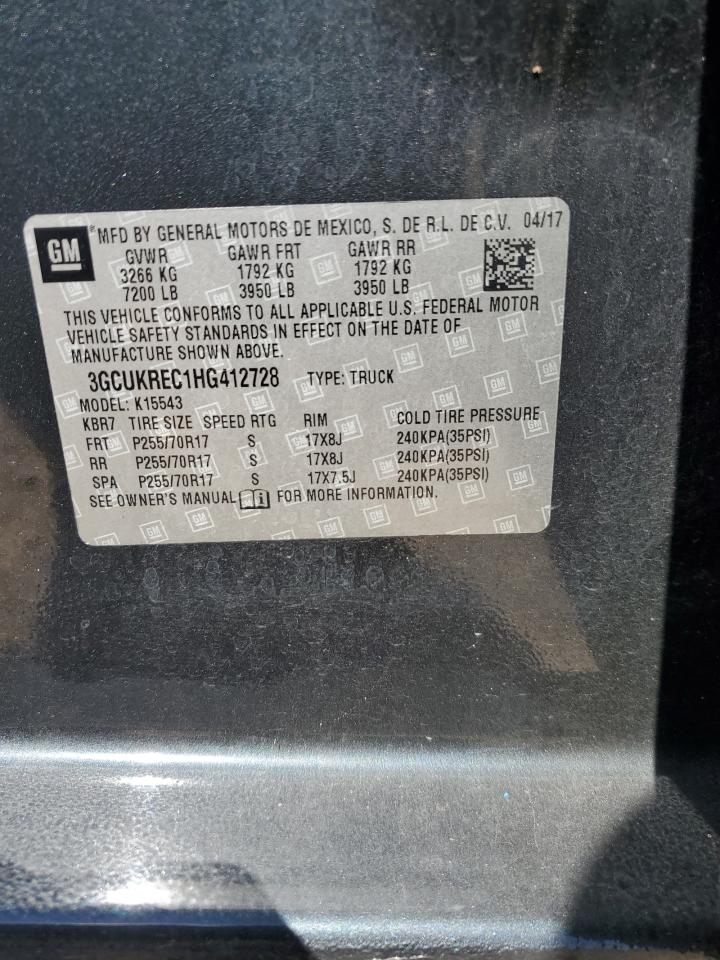 GM *MFD BY GENERAL MOTORS DE MEXICO, S. DE R.L. DE C.V. 04/17
GVWR GAWR FRT GAWR RR
3266 KG 1792 KG 1792 KG
7200 LB 3950 LB 3950 LB
THIS VEHICLE CONFORMS TO ALL APPLICABLE U.S. FEDERAL MOTOR
VEHICLE SAFETY STANDARDS IN EFFECT ON THE DATE OF
MANUFACTURE SHOWN ABOVE.
3GCUKREC1HG412728 TYPE: TRUCK
MODEL: K15543
KBR7 TIRE SIZE SPEED RTG RIM COLD TIRE PRESSURE
FRT P255/70R17 S 17X8J 240KPA(35PSI)
RR P255/70R17 S 17X8J 240KPA(35PSI)
SPA P255/70R17 S 17X7.5J 240KPA(35PSI)
SEE OWNER'S MANUAL FOR MORE INFORMATION.